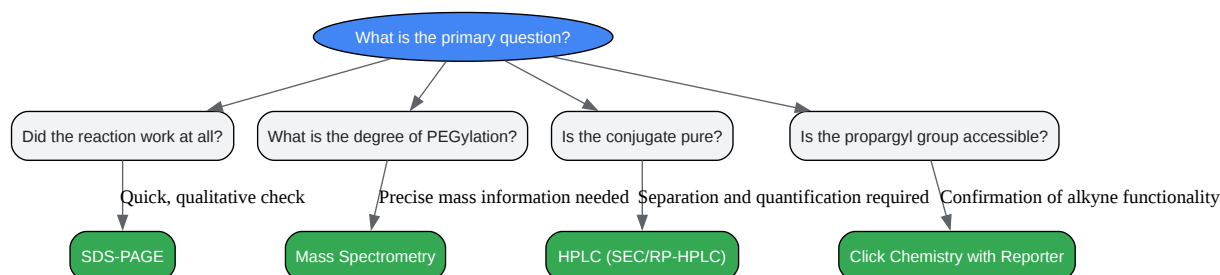 What is the primary question?
Did the reaction work at all?
What is the degree of PEGylation?
Is the conjugate pure?
Is the propargyl group accessible?
Quick, qualitative check
Precise mass information needed
Separation and quantification required
Confirmation of alkyne functionality
SDS-PAGE
Mass Spectrometry
HPLC (SEC/RP-HPLC)
Click Chemistry with Reporter